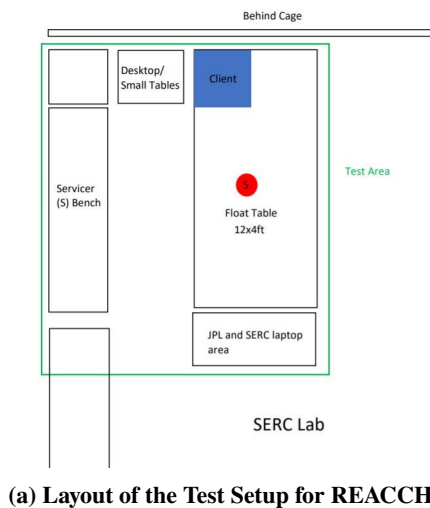 Behind Cage
Desktop/
Small Tables
Client
Test Area
S
Servicer
(S) Bench
Float Table
12x4ft
JPL and SERC laptop
area
SERC Lab
(a) Layout of the Test Setup for REACCH